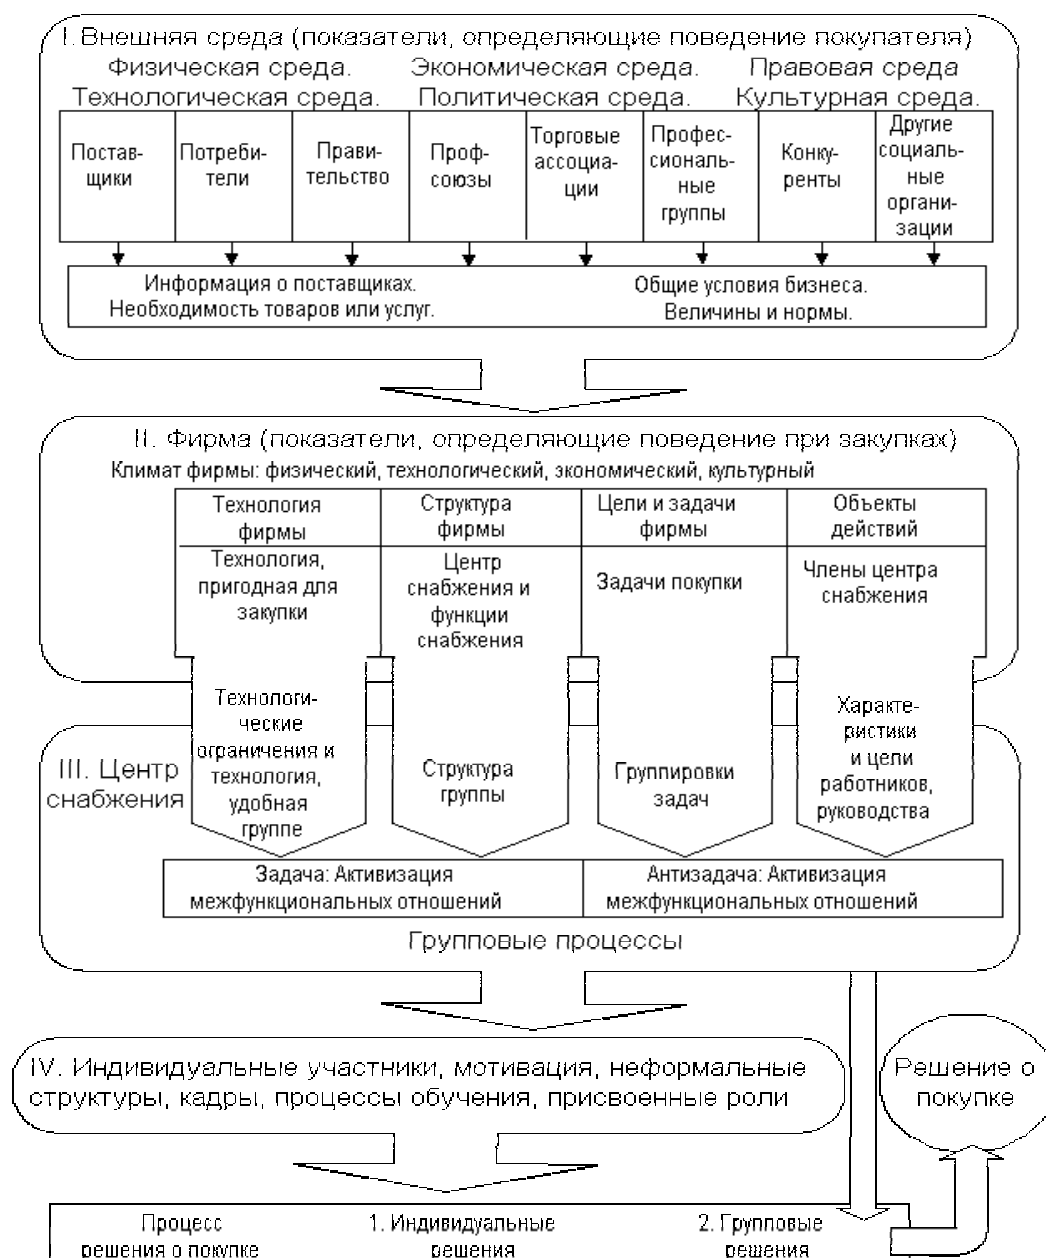 I. Внешняя среда (показатели, определяющие поведение покупателя)
Физическая среда. Экономическая среда. Правовая среда
Технологическая среда. Политическая среда. Культурная среда.
Постав-
щики
Потреби-
тели
Прави-
тельство
Проф-
союзы
Торговые
ассоциа-
ции
Профес-
сиональ-
ные
группы
Конку-
ренты
Другие
социаль-
ные
органи-
зации
Информация о поставщиках.
Необходимость товаров или услуг.
Общие условия бизнеса.
Величины и нормы.
II. Фирма (показатели, определяющие поведение при закупках)
Климат фирмы: физический, технологический, экономический, культурный
Технология
фирмы
Структура
фирмы
Цели и задачи
фирмы
Объекты
действий
Технология,
пригодная для
закупки
Центр
снабжения и
функции
снабжения
Задачи покупки
Члены центра
снабжения
III. Центр
снабжения
Технологи-
ческие
ограничения и
технология,
удобная
группе
Структура
группы
Группировки
задач
Характе-
ристики
и цели
работников,
руководства
Задача: Активизация
межфункциональных отношений
Антизадача: Активизация
межфункциональных отношений
Групповые процессы
IV. Индивидуальные участники, мотивация, неформальные
структуры, кадры, процессы обучения, присвоенные роли
Решение о
покупке
Процесс
решения о покупке
1. Индивидуальные
решения
2. Групповые
решения